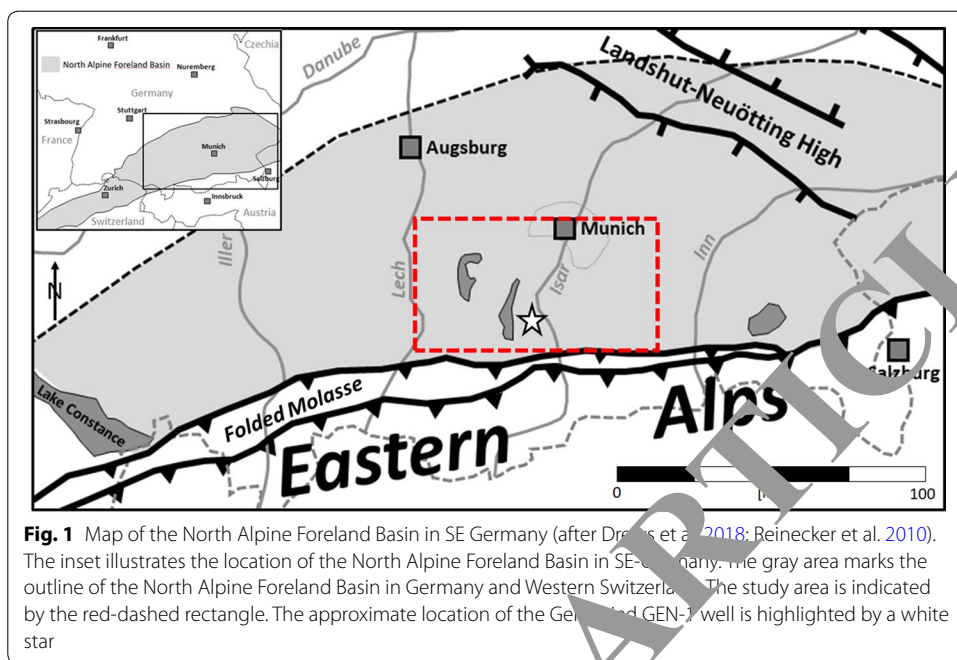 Frankfurt
Czechia
North Alpine Foreland Basin
Nuremberg
Germany
Stuttgart
Strasbourg
France
Munich
Salzburg
Zurich
Innsbruck
Switzerland
Austria
Danube
Landshut-Neuötting High
Augsburg
Munich
Iller
Lech
Isar
Inn
N
Lake Constance
Folded Molasse
Eastern Alps
Salzburg
0
100
Fig. 1 Map of the North Alpine Foreland Basin in SE Germany (after et 2018; Reinecker et al. 2010).
The inset illustrates the location of the North Alpine Foreland Basin in The gray area marks the
outline of the North Alpine Foreland Basin in Germany and Western The study area is indicated
by the red-dashed rectangle. The approximate location of the GEN-1 well is highlighted by a white
star